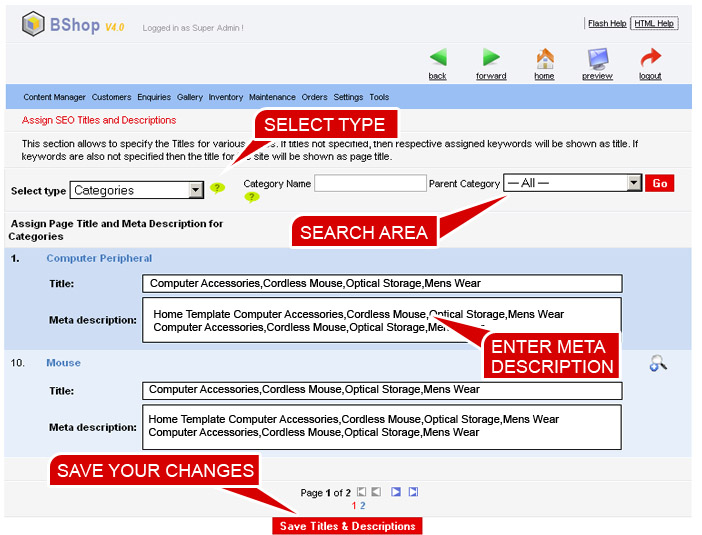 BShop V4.0
Logged in as Super Admin !
Flash Help
HTML Help
back
forward
home
preview
logout
Content Manager Customers Enquiries Gallery Inventory Maintenance Orders Settings Tools
Assign SEO Titles and Descriptions
SELECT TYPE
This section allows to specify the Titles for various . If titles not specified, then respective assigned keywords will be shown as title. If
keywords are also not specified then the title for site will be shown as page title.
Select type Categories ?
Category Name
?
Parent Category — All —
Go
SEARCH AREA
Assign Page Title and Meta Description for
Categories
1. Computer Peripheral
Title: Computer Accessories,Cordless Mouse,Optical Storage,Mens Wear
Meta description: Home Template Computer Accessories,Cordless Mouse,Optical Storage,Mens Wear
Computer Accessories,Cordless Mouse,Optical Storage,
ENTER META
DESCRIPTION
10. Mouse
Title: Computer Accessories,Cordless Mouse,Optical Storage,Mens Wear
Meta description: Home Template Computer Accessories,Cordless Mouse,Optical Storage,Mens Wear
Computer Accessories,Cordless Mouse,Optical Storage,Mens Wear
SAVE YOUR CHANGES
Page 1 of 2
1 2
Save Titles & Descriptions